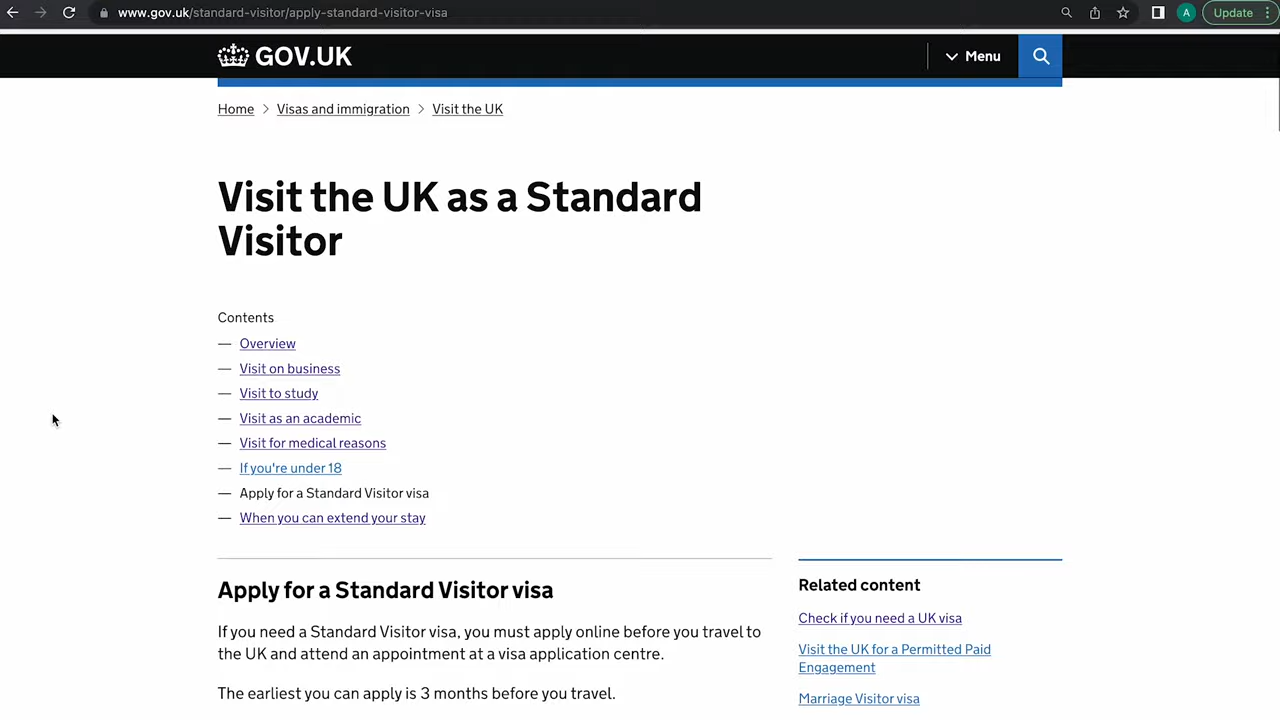 www.gov.uk/standard-visitor/apply-standard-visitor-visa
A
Update
GOV.UK
Menu
Home > Visas and immigration > Visit the UK
Visit the UK as a Standard
Visitor
Contents
— Overview
— Visit on business
— Visit to study
— Visit as an academic
— Visit for medical reasons
— If you're under 18
— Apply for a Standard Visitor visa
— When you can extend your stay
Apply for a Standard Visitor visa
If you need a Standard Visitor visa, you must apply online before you travel to
the UK and attend an appointment at a visa application centre.
The earliest you can apply is 3 months before you travel.
Related content
Check if you need a UK visa
Visit the UK for a Permitted Paid
Engagement
Marriage Visitor visa